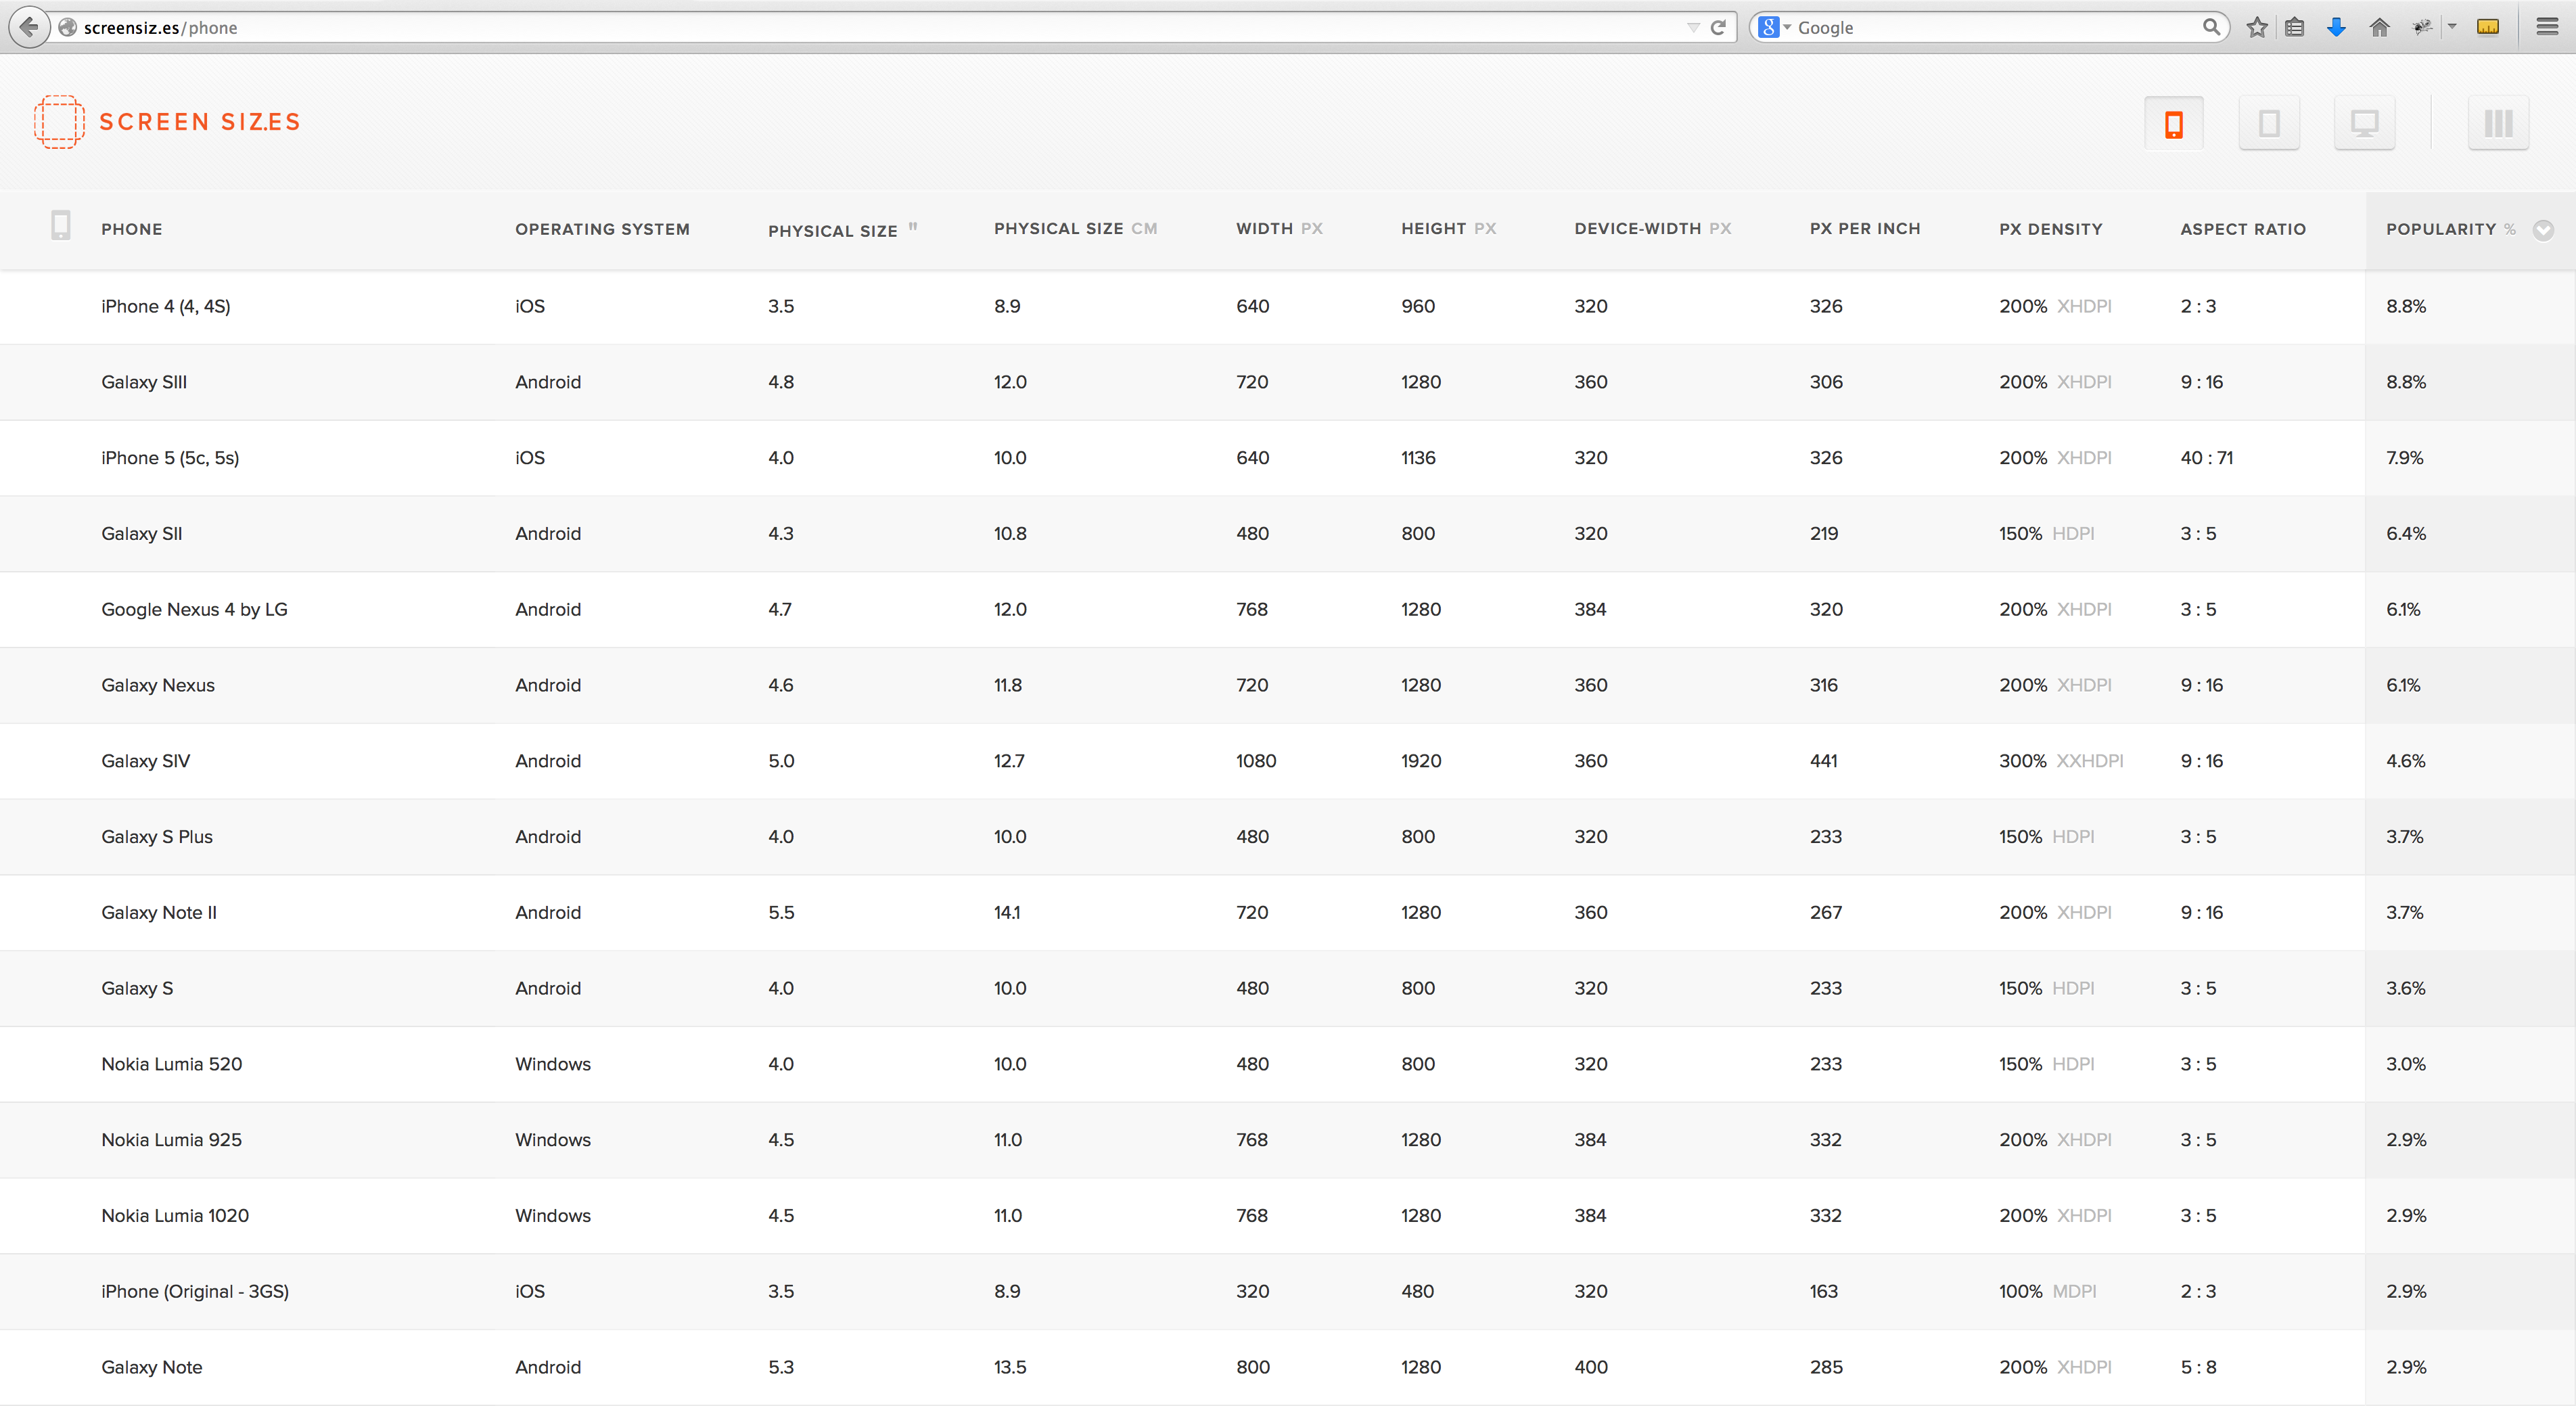 screensiz.es/phone Google
SCREEN SIZ.ES
PHONE OPERATING SYSTEM PHYSICAL SIZE " PHYSICAL SIZE CM WIDTH PX HEIGHT PX DEVICE-WIDTH PX PX PER INCH PX DENSITY ASPECT RATIO POPULARITY %
iPhone 4 (4, 4S) iOS 3.5 8.9 640 960 320 326 200% XHDPI 2 : 3 8.8%
Galaxy SIII Android 4.8 12.0 720 1280 360 306 200% XHDPI 9 : 16 8.8%
iPhone 5 (5c, 5s) iOS 4.0 10.0 640 1136 320 326 200% XHDPI 40 : 71 7.9%
Galaxy SII Android 4.3 10.8 480 800 320 219 150% HDPI 3 : 5 6.4%
Google Nexus 4 by LG Android 4.7 12.0 768 1280 384 320 200% XHDPI 3 : 5 6.1%
Galaxy Nexus Android 4.6 11.8 720 1280 360 316 200% XHDPI 9 : 16 6.1%
Galaxy SIV Android 5.0 12.7 1080 1920 360 441 300% XXHDPI 9 : 16 4.6%
Galaxy S Plus Android 4.0 10.0 480 800 320 233 150% HDPI 3 : 5 3.7%
Galaxy Note II Android 5.5 14.1 720 1280 360 267 200% XHDPI 9 : 16 3.7%
Galaxy S Android 4.0 10.0 480 800 320 233 150% HDPI 3 : 5 3.6%
Nokia Lumia 520 Windows 4.0 10.0 480 800 320 233 150% HDPI 3 : 5 3.0%
Nokia Lumia 925 Windows 4.5 11.0 768 1280 384 332 200% XHDPI 3 : 5 2.9%
Nokia Lumia 1020 Windows 4.5 11.0 768 1280 384 332 200% XHDPI 3 : 5 2.9%
iPhone (Original - 3GS) iOS 3.5 8.9 320 480 320 163 100% MDPI 2 : 3 2.9%
Galaxy Note Android 5.3 13.5 800 1280 400 285 200% XHDPI 5 : 8 2.9%